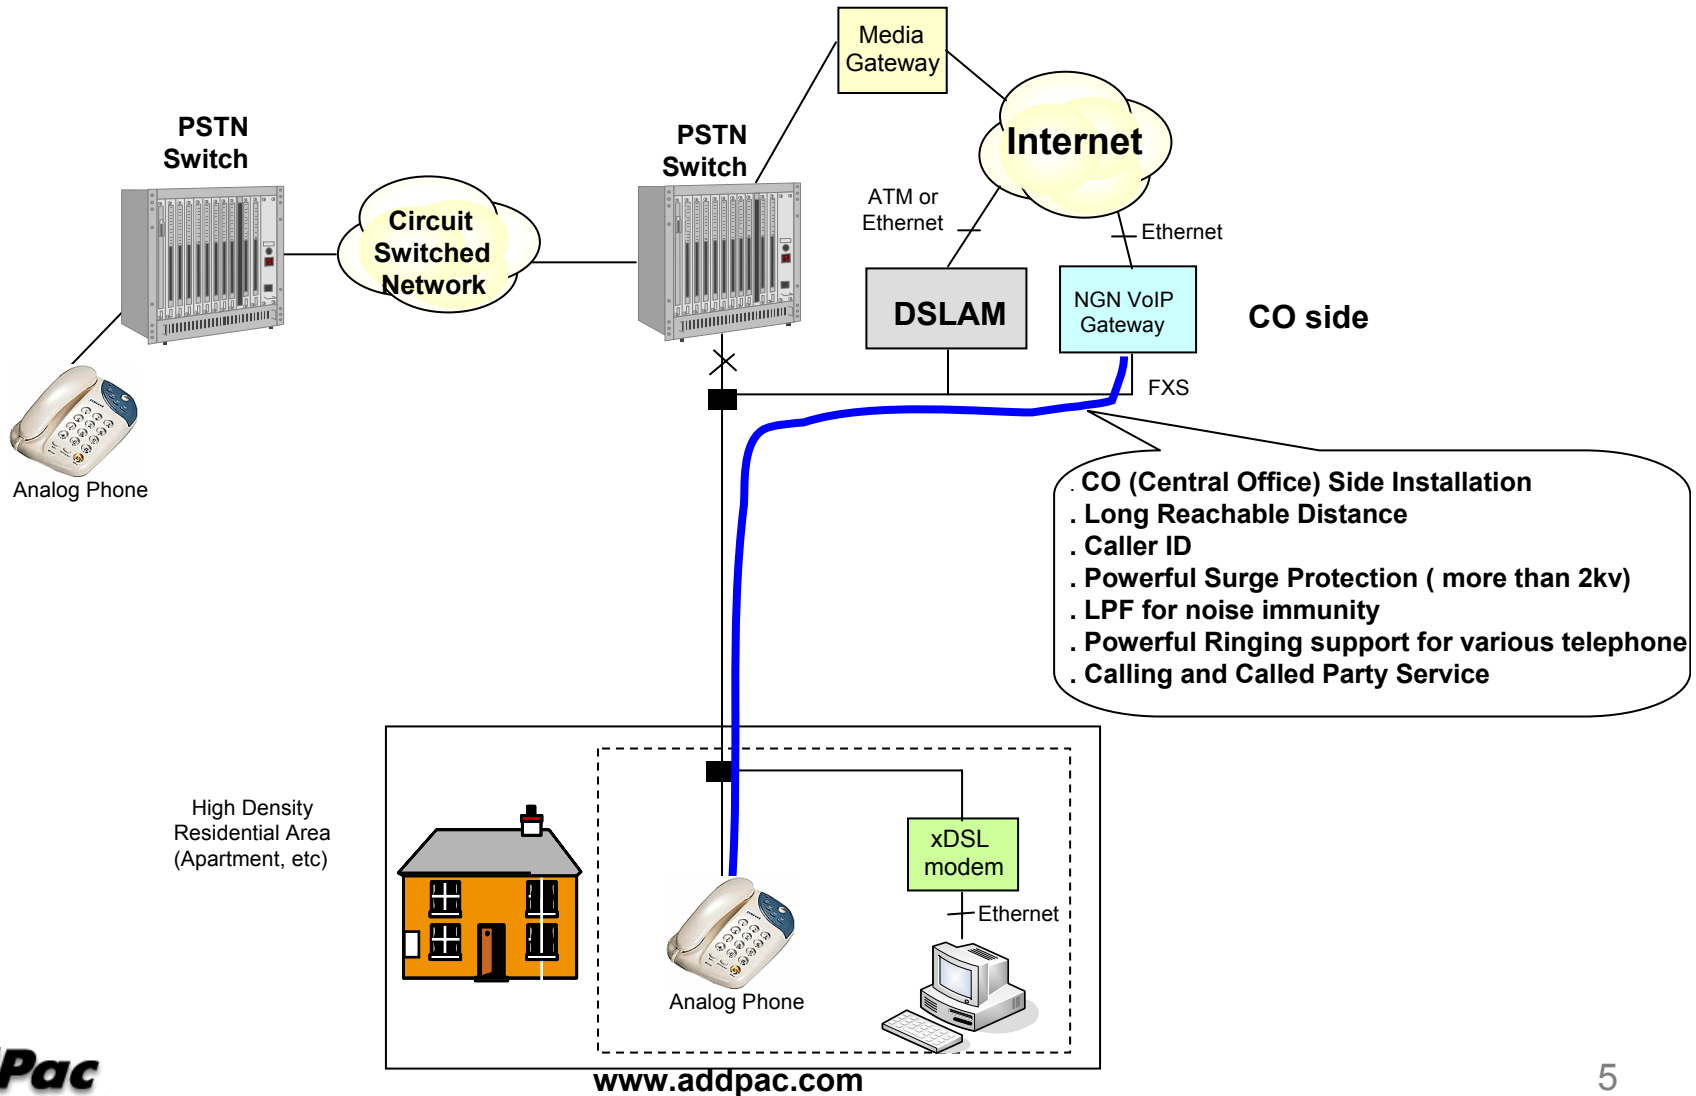 Media
Gateway
PSTN
Switch
PSTN
Switch
Internet
Circuit
Switched
Network
ATM or
Ethernet
Ethernet
DSLAM
NGN VoIP
Gateway
CO side
FXS
Analog Phone
. CO (Central Office) Side Installation
. Long Reachable Distance
. Caller ID
. Powerful Surge Protection ( more than 2kv)
. LPF for noise immunity
. Powerful Ringing support for various telephone
. Calling and Called Party Service
High Density
Residential Area
(Apartment, etc)
xDSL
modem
Ethernet
Analog Phone
Pac
www.addpac.com
5